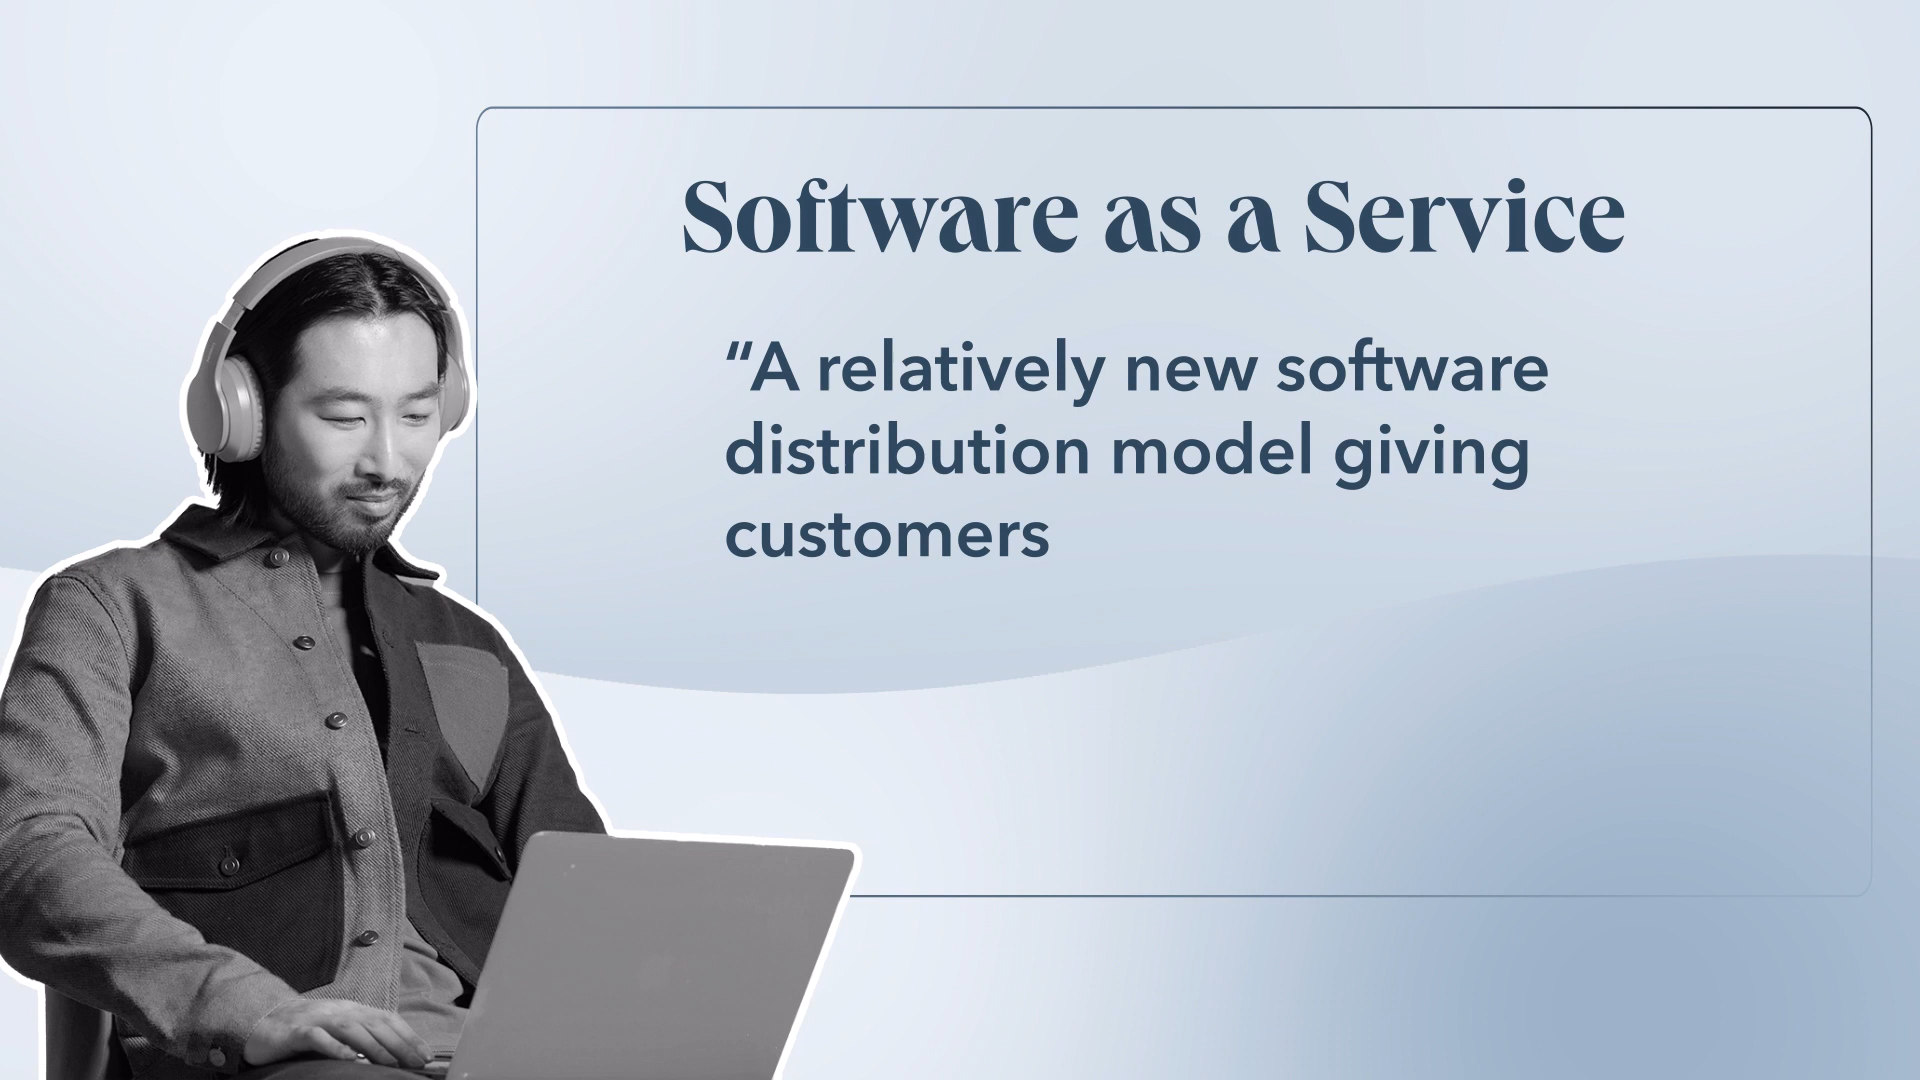 Software as a Service
“A relatively new software
distribution model giving
customers